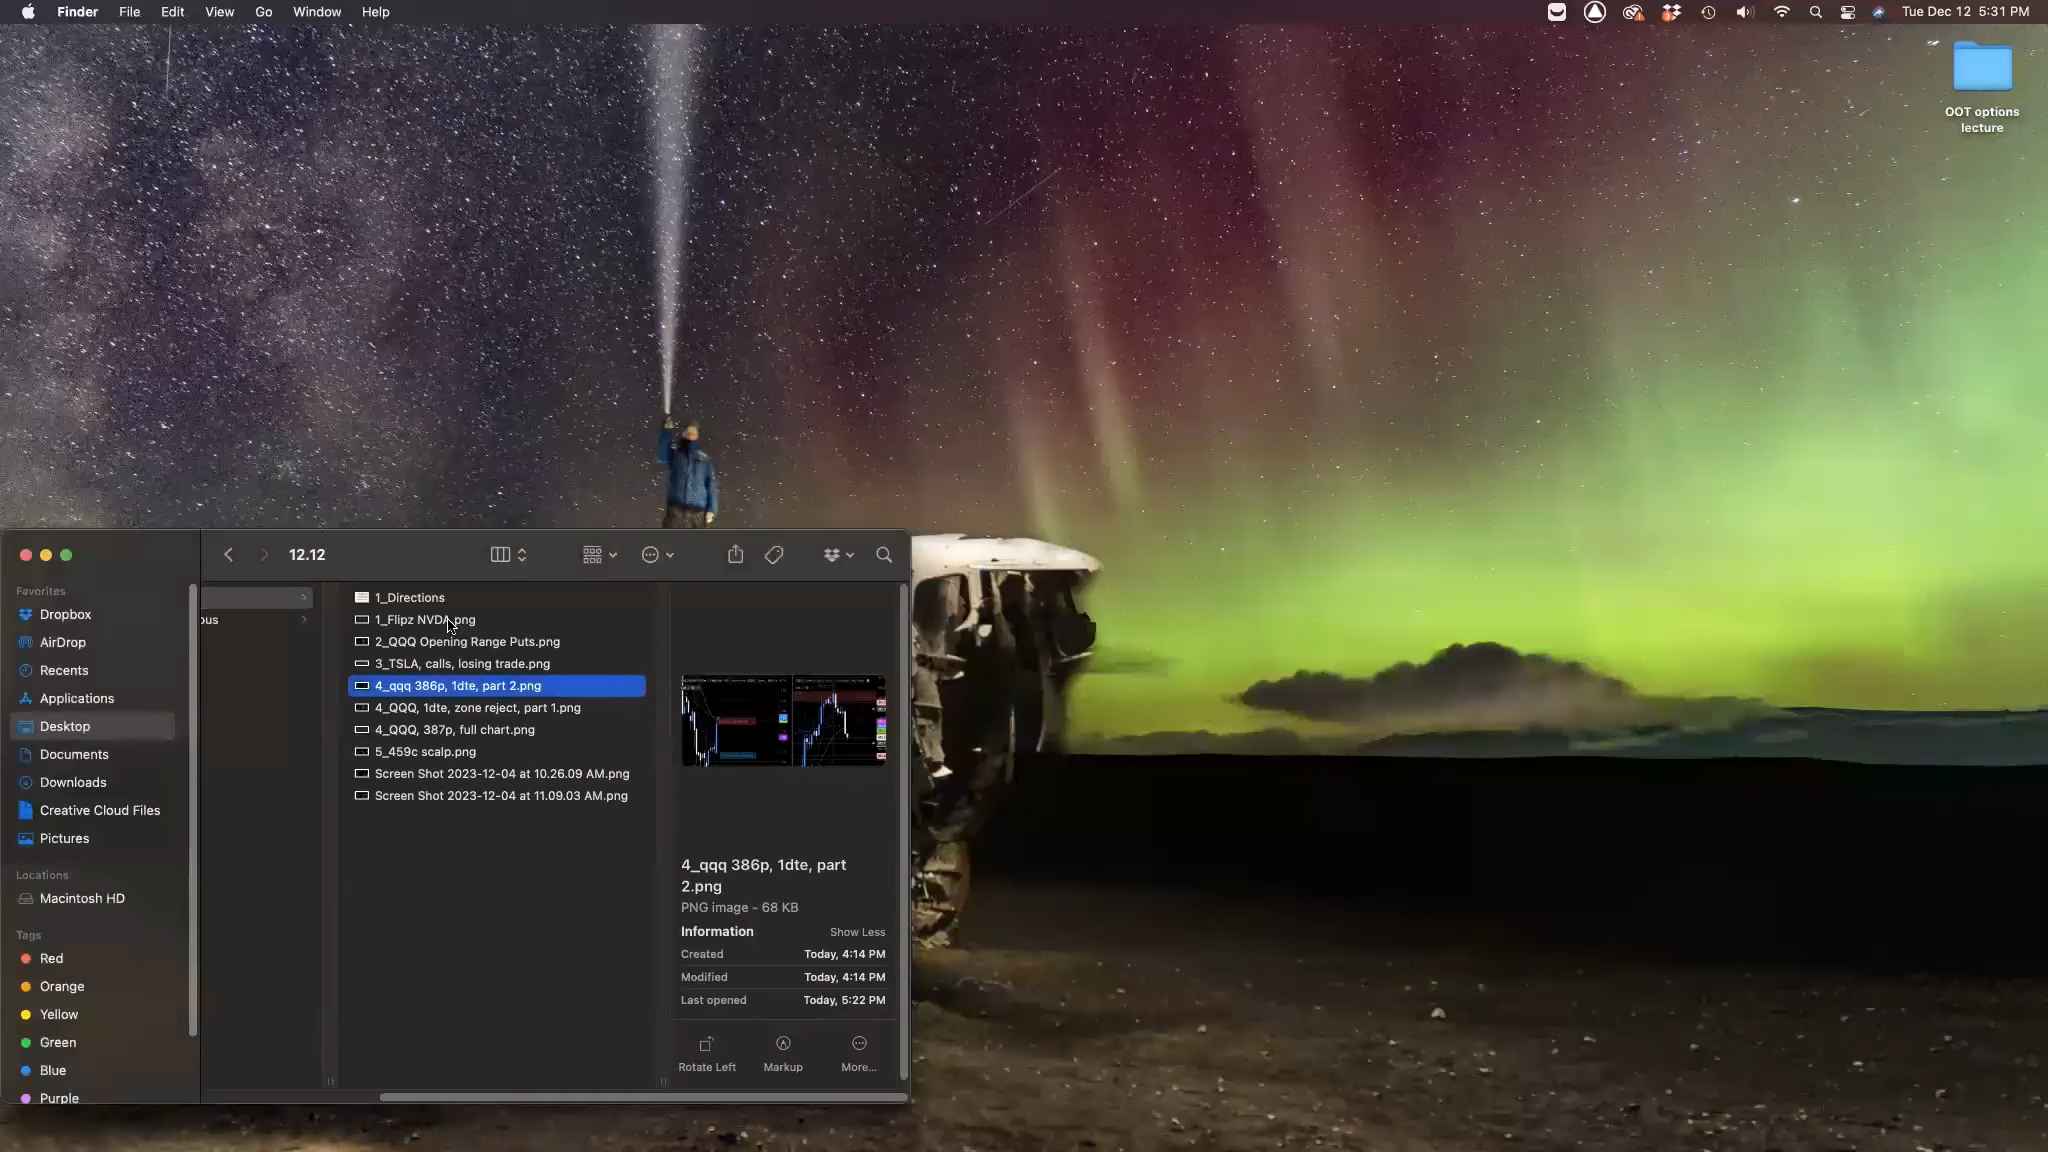 Finder File Edit View Go Window Help
Tue Dec 12 5:31 PM
OOT options
lecture
12.12
Favorites
Dropbox
AirDrop
Recents
Applications
Desktop
Documents
Downloads
Creative Cloud Files
Pictures
Locations
Macintosh HD
Tags
Red
Orange
Yellow
Green
Blue
Purple
ous
1_Directions
1_Flipz NVDA.png
2_QQQ Opening Range Puts.png
3_TSLA, calls, losing trade.png
4_qqq 386p, 1dte, part 2.png
4_QQQ, 1dte, zone reject, part 1.png
4_QQQ, 387p, full chart.png
5_459c scalp.png
Screen Shot 2023-12-04 at 10.26.09 AM.png
Screen Shot 2023-12-04 at 11.09.03 AM.png
4_qqq 386p, 1dte, part
2.png
PNG image - 68 KB
Information Show Less
Created Today, 4:14 PM
Modified Today, 4:14 PM
Last opened Today, 5:22 PM
Rotate Left Markup More...